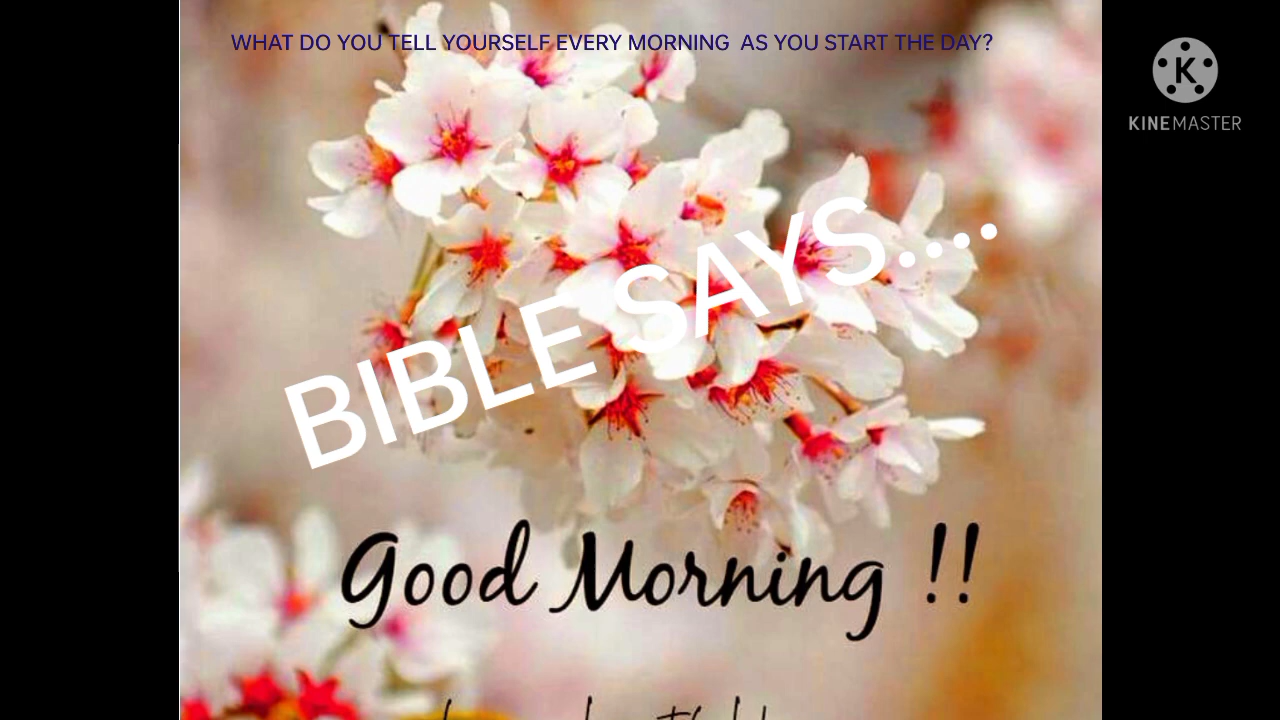 WHAT DO YOU TELL YOURSELF EVERY MORNING AS YOU START THE DAY?
KINEMASTER
BIBLE SAYS....
Good Morning !!